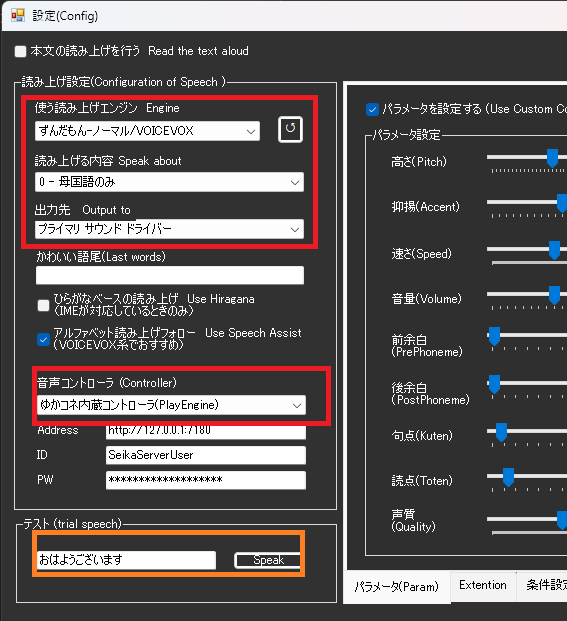 設定(Config)
本文の読み上げを行う Read the text aloud
読み上げ設定(Configuration of Speech )
使う読み上げエンジン Engine
ずんだもん-ノーマル/VOICEVOX
読み上げる内容 Speak about
0 - 母国語のみ
出力先 Output to
プライマリ サウンド ドライバー
かわいい語尾(Last words)
ひらがなベースの読み上げ Use Hiragana
(IMEが対応しているときのみ)
アルファベット読み上げフォロー Use Speech Assist
(VOICEVOX系でおすすめ)
音声コントローラ (Controller)
ゆかコネ内蔵コントローラ(PlayEngine)
Address http://127.0.0.1:7180
ID SeikaServerUser
PW *******************
テスト (trial speech)
おはようございます Speak
パラメータを設定する (Use Custom Co
パラメータ設定
高さ(Pitch)
抑揚(Accent)
速さ(Speed)
音量(Volume)
前余白
(PrePhoneme)
後余白
(PostPhoneme)
句点(Kuten)
読点(Toten)
声質
(Quality)
パラメータ(Param) Extention 条件設定